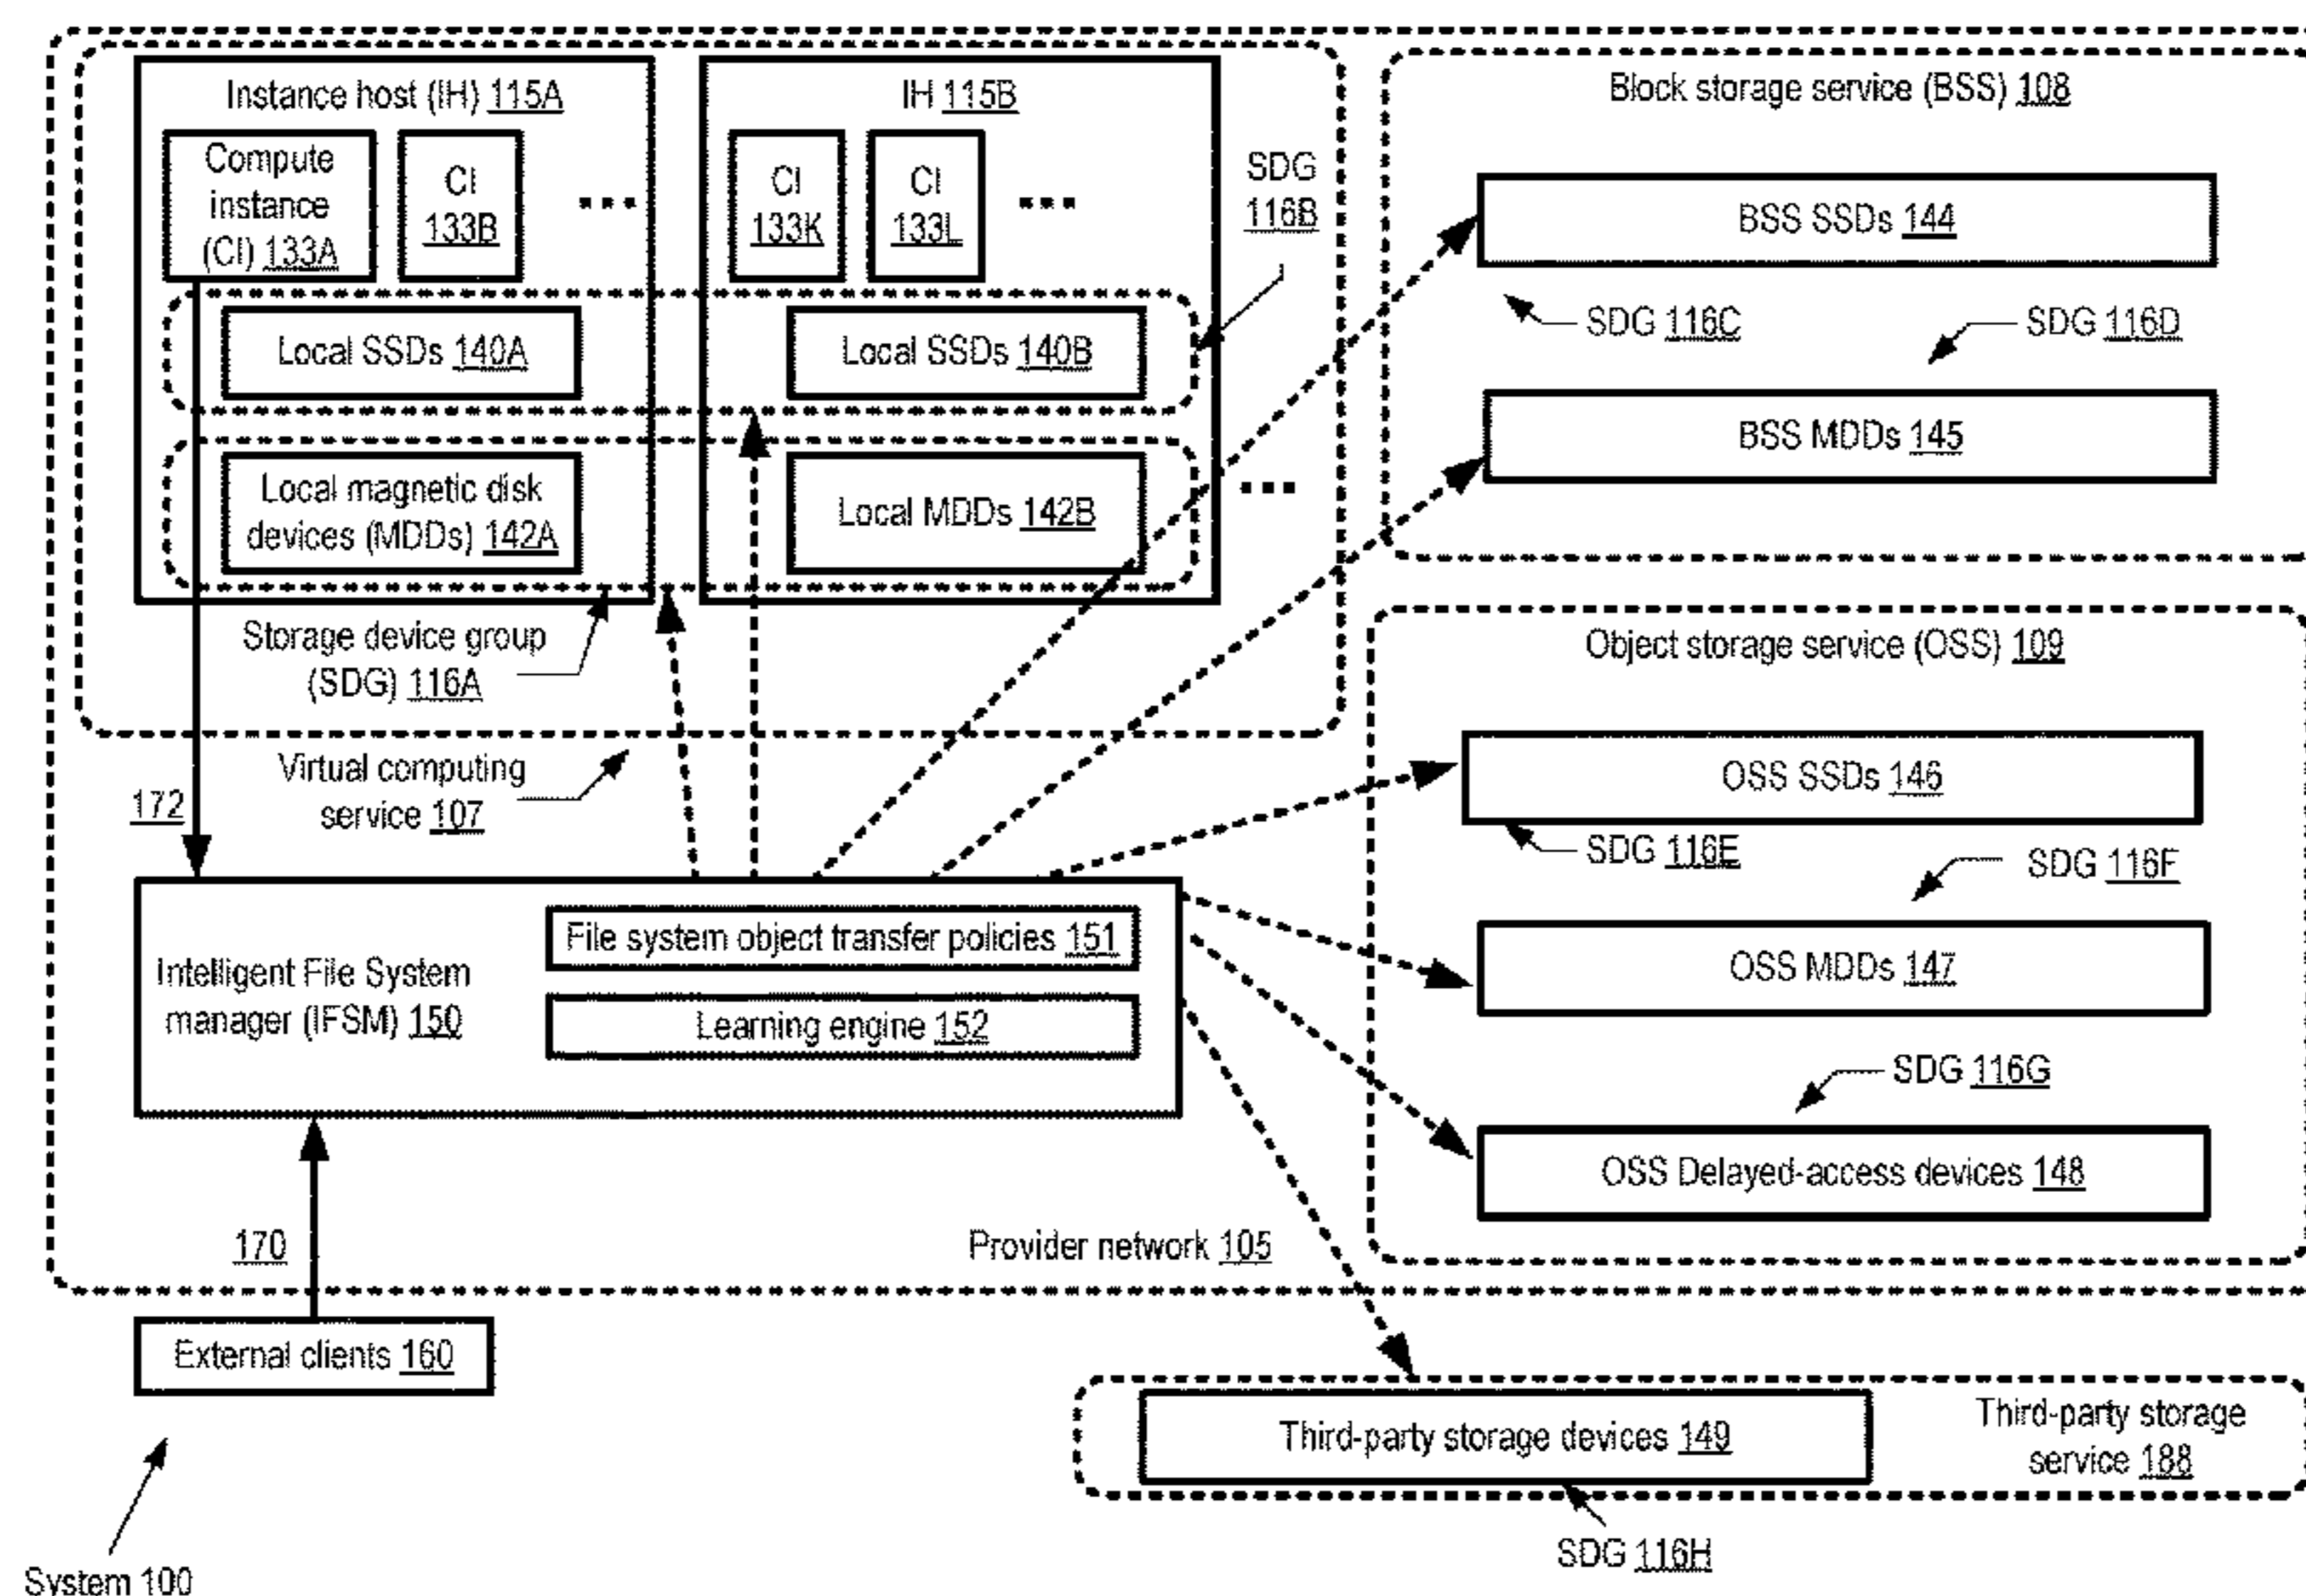 Instance host (IH) 115A
Compute
instance
(CI) 133A
CI
133B
...
IH 115B
CI
133K
CI
133L
...
SDG
116B
Local SSDs 140A
Local SSDs 140B
Local magnetic disk
devices (MDDs) 142A
Local MDDs 142B
...
Storage device group
(SDG) 116A
Virtual computing
service 107
172
Block storage service (BSS) 108
BSS SSDs 144
SDG 116C
SDG 116D
BSS MDDs 145
Object storage service (OSS) 109
OSS SSDs 146
SDG 116E
SDG 116F
OSS MDDs 147
SDG 116G
OSS Delayed-access devices 148
Intelligent File System
manager (IFSM) 150
File system object transfer policies 151
Learning engine 152
170
Provider network 105
External clients 160
Third-party storage devices 149
Third-party storage
service 188
SDG 116H
System 100